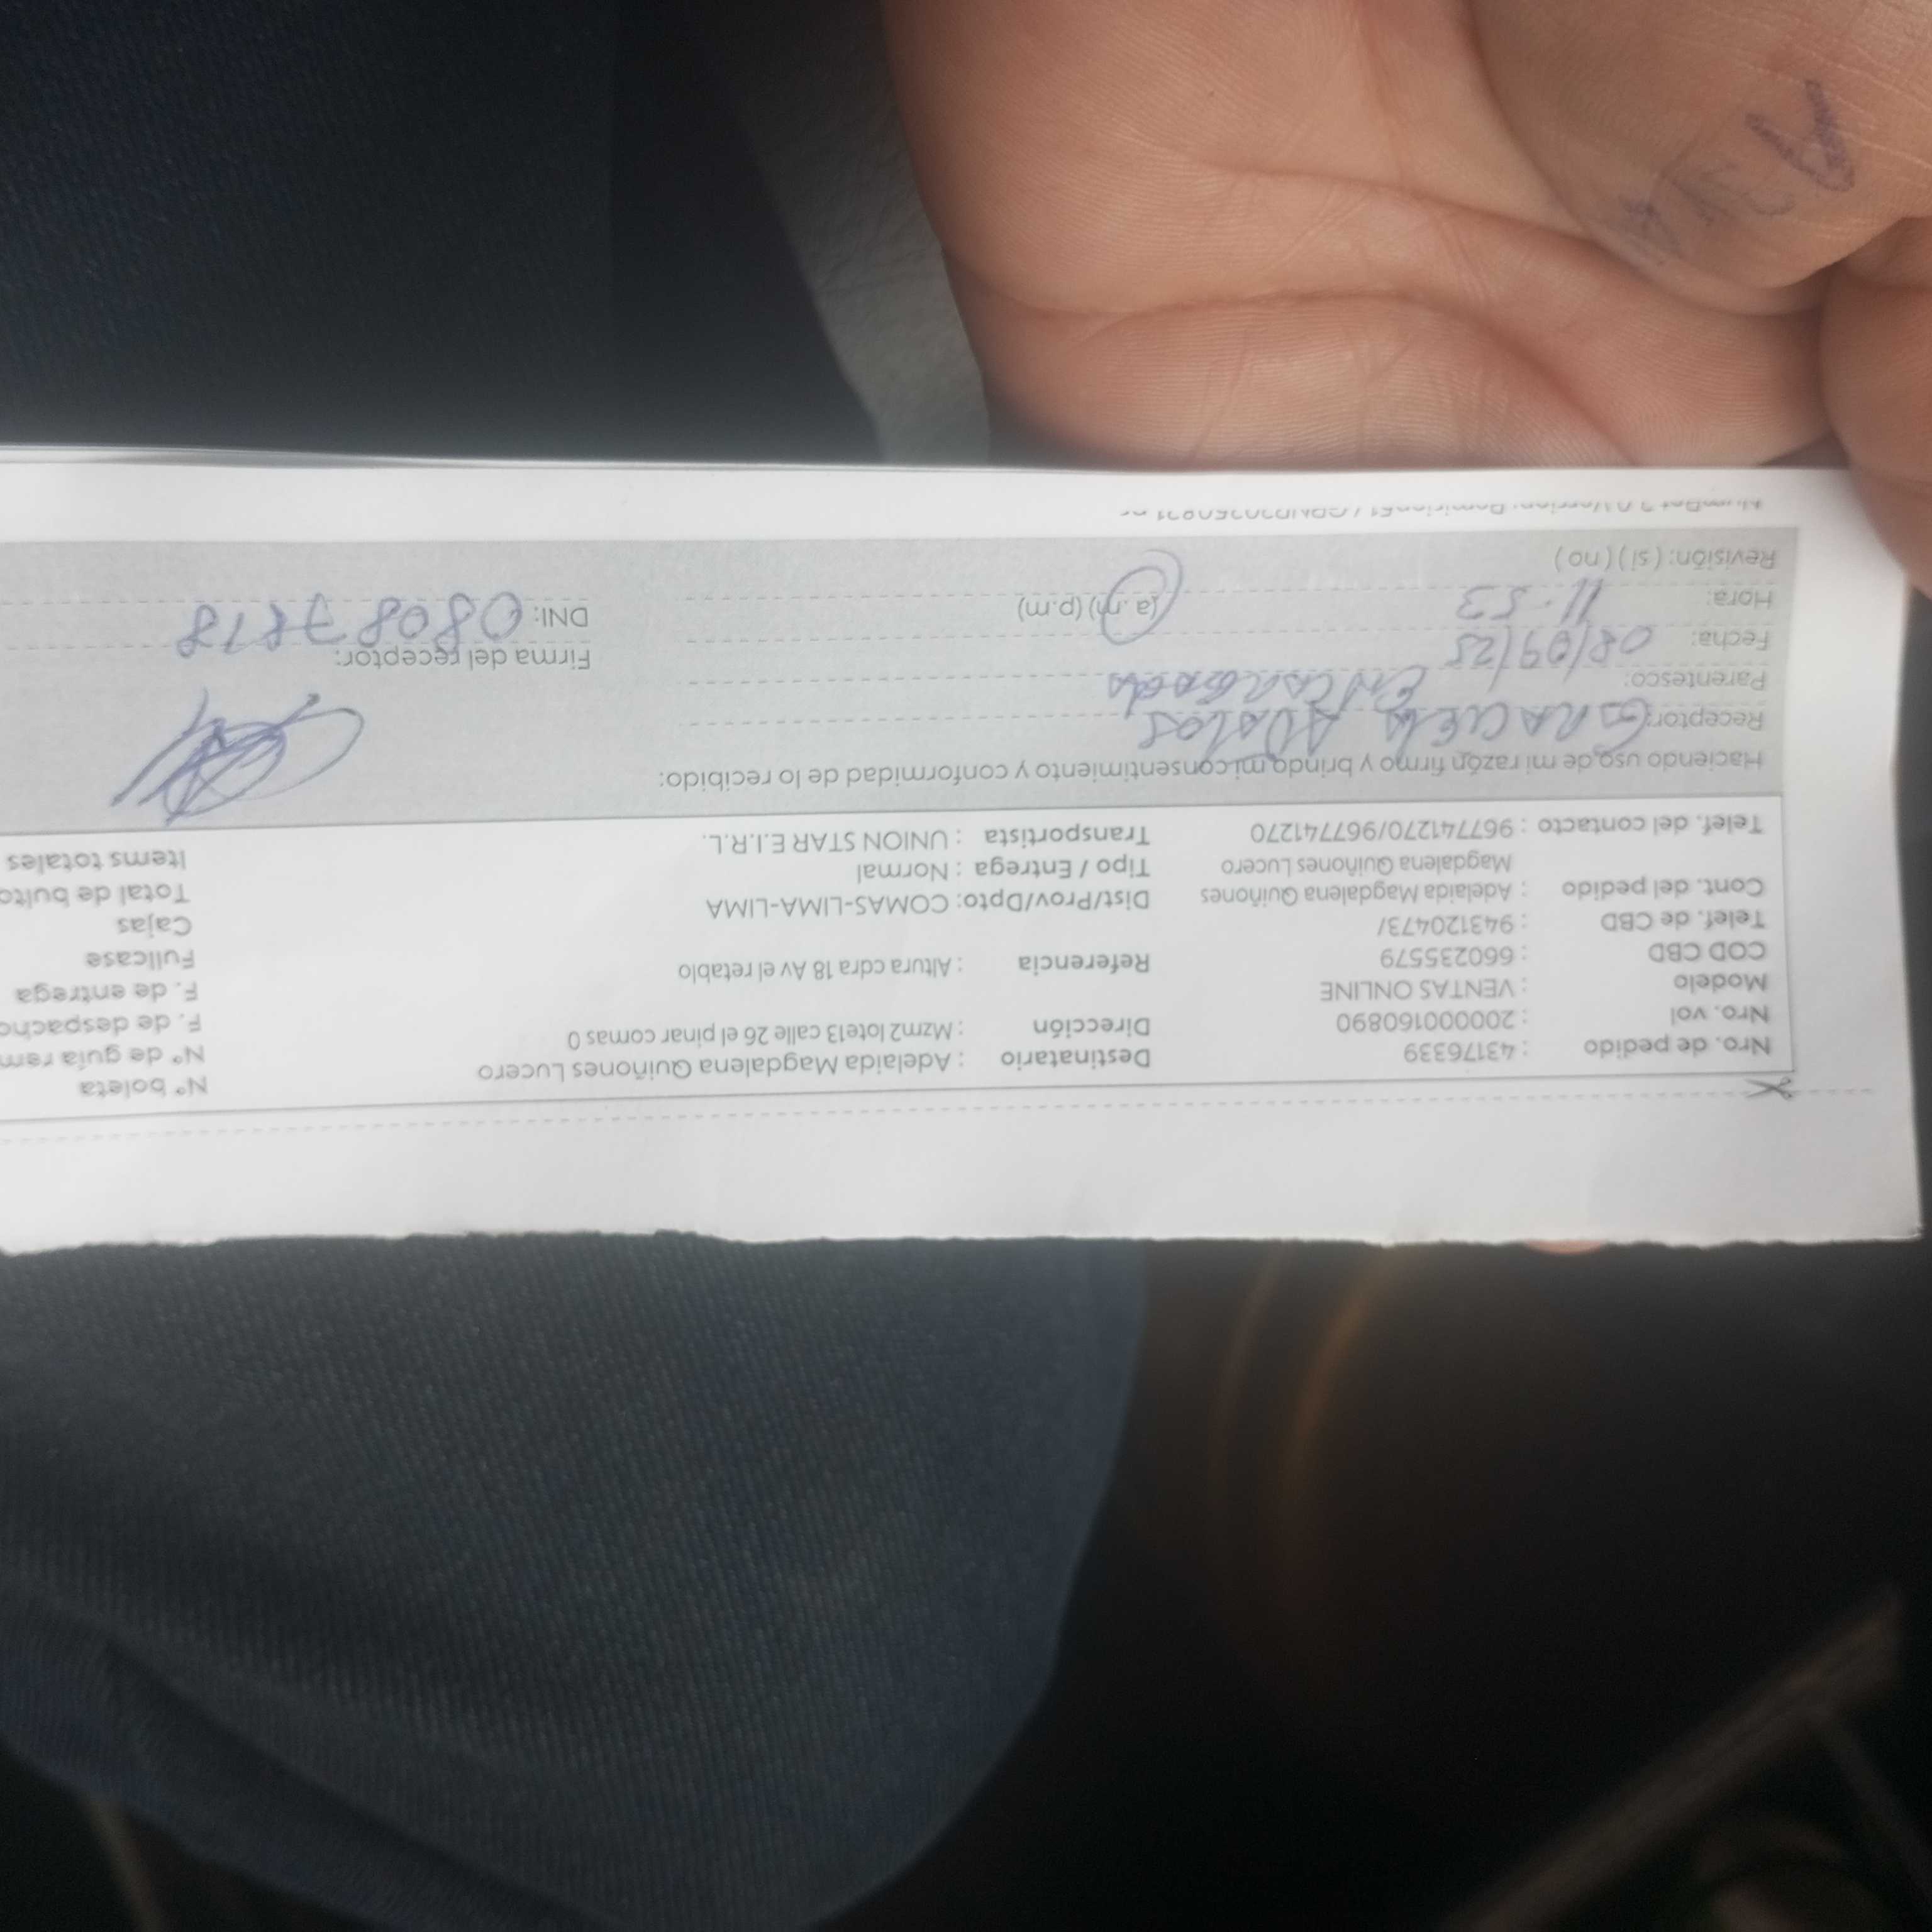 Nro. de pedido : 43176339 Destinatario : Adelaida Magdalena Quiñones Lucero N° boleta
Nro. vol : 20000016089​0 Dirección : Mzm2 lote13 calle 26 el pinar comas 0 N° de guía rem
Modelo : VENTAS ONLINE F. de despacho
COD CBD : 660235579 Referencia : Altura cdra 18 Av el retablo F. de entrega
Telef. de CBD : 943120473/ Fullcase
Cont. del pedido : Adelaida Magdalena Quiñones Dist/Prov/Dpto: COMAS-LIMA-LIMA Cajas
Magdalena Quiñones Lucero Tipo / Entrega : Normal Total de bulto
Telef. del contacto : 967741270/967741270 Transportista : UNION STAR E.I.R.L. Items totales
Haciendo uso de mi razón firmo y brindo mi consentimiento y conformidad de lo recibido:
Receptor: GRACIELA
Parentesco: ENCARGADA
Fecha: 08/09/25 Firma del receptor:
Hora: 11:53 (a.m) (p.m) DNI: 08087818
Revisión: ( si ) ( no )